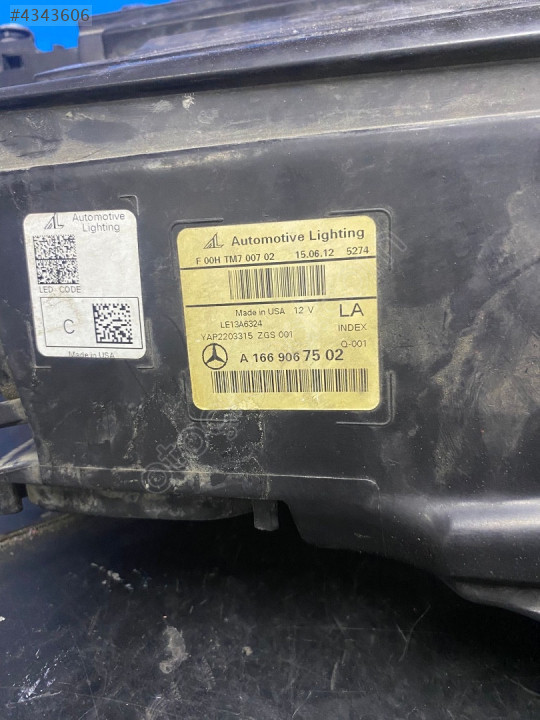 #4343606
Automotive
Lighting
LED-CODE
C
Made in USA
Automotive Lighting
F 00H TM7 007 02 15.06.12 5274
Made in USA 12 V LA
LE13A6324 INDEX
YAP2203315 ZGS 001 Q-001
A 166 906 75 02